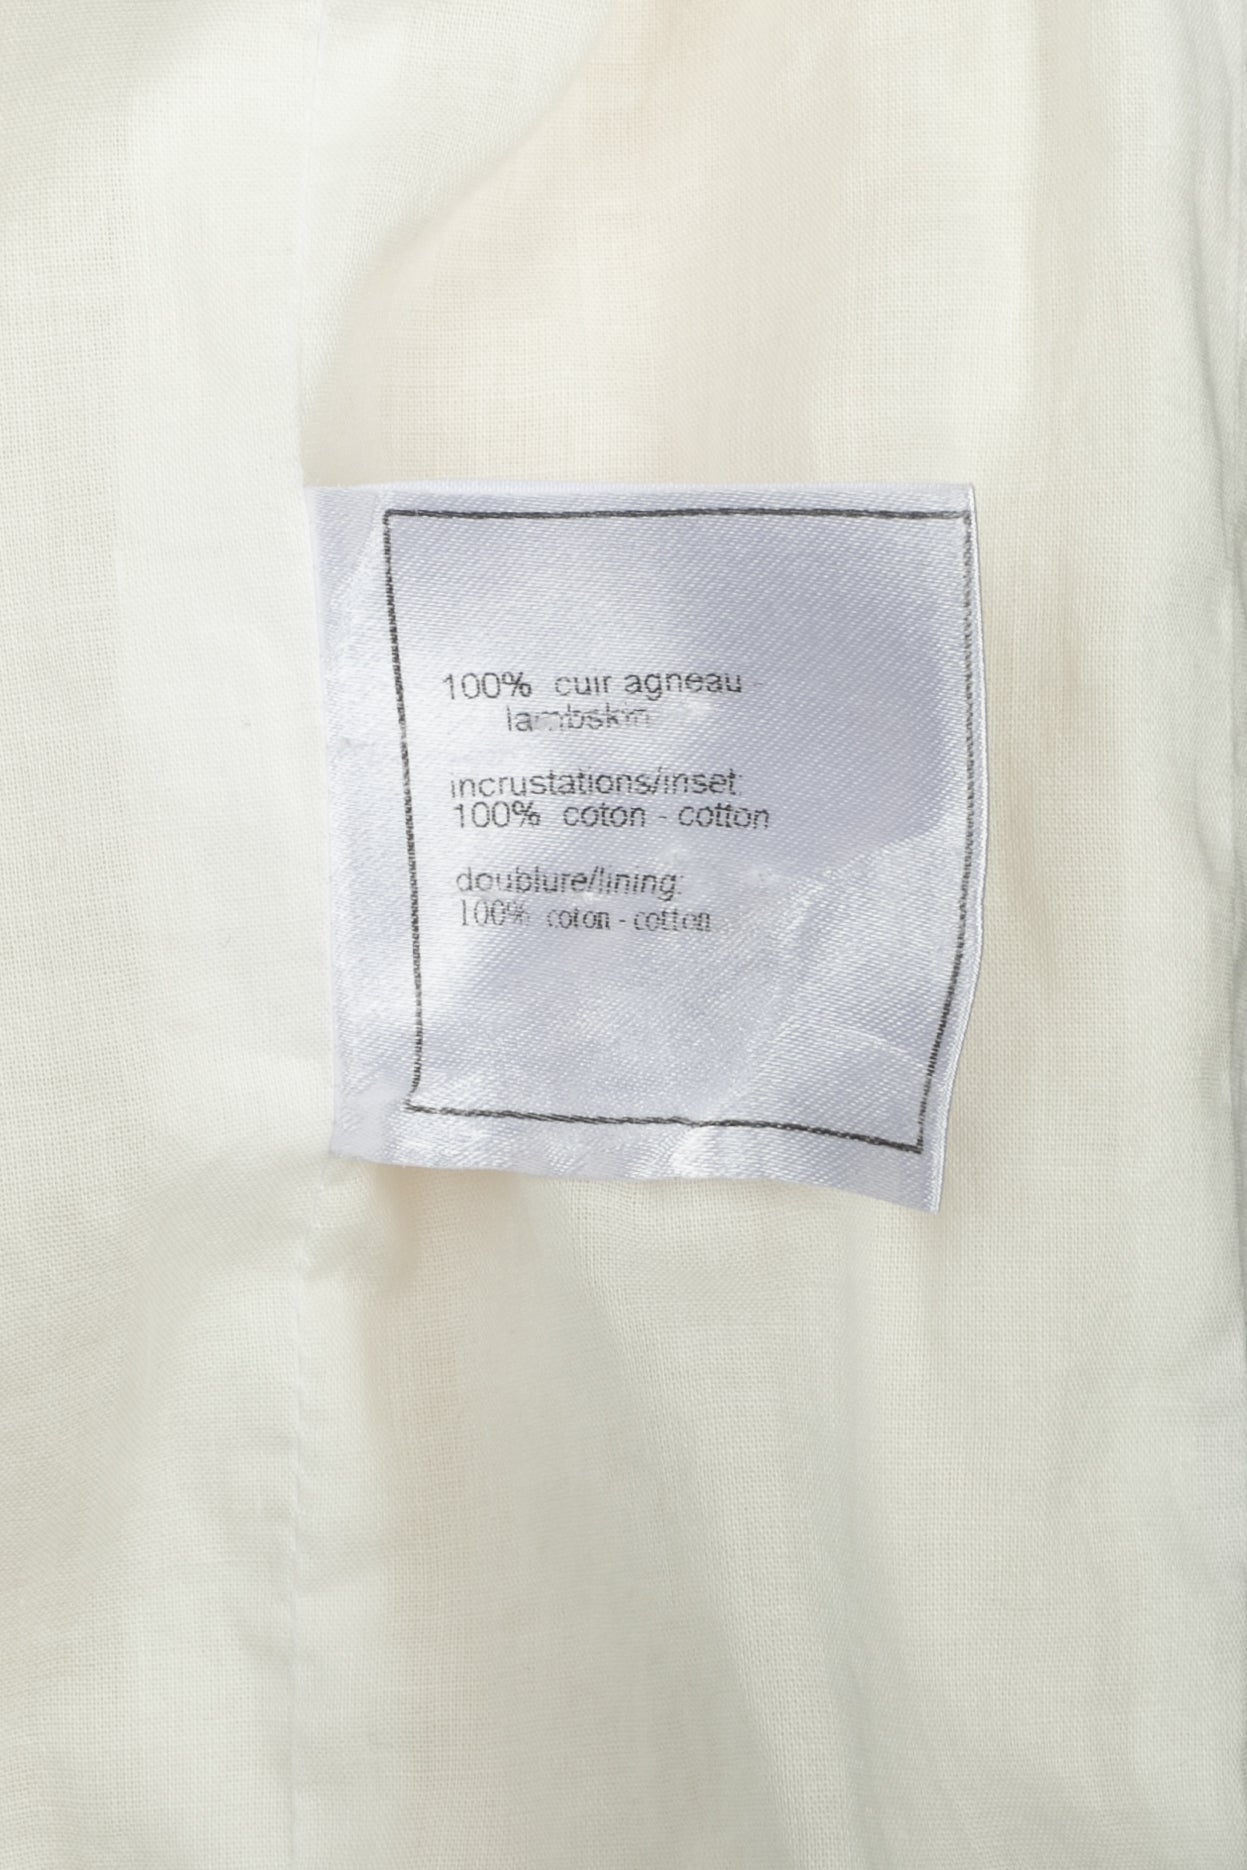 100% cuir agneau -
lambskin
incrustations/inset:
100% coton - cotton
doublure/lining:
100% coton - cotton